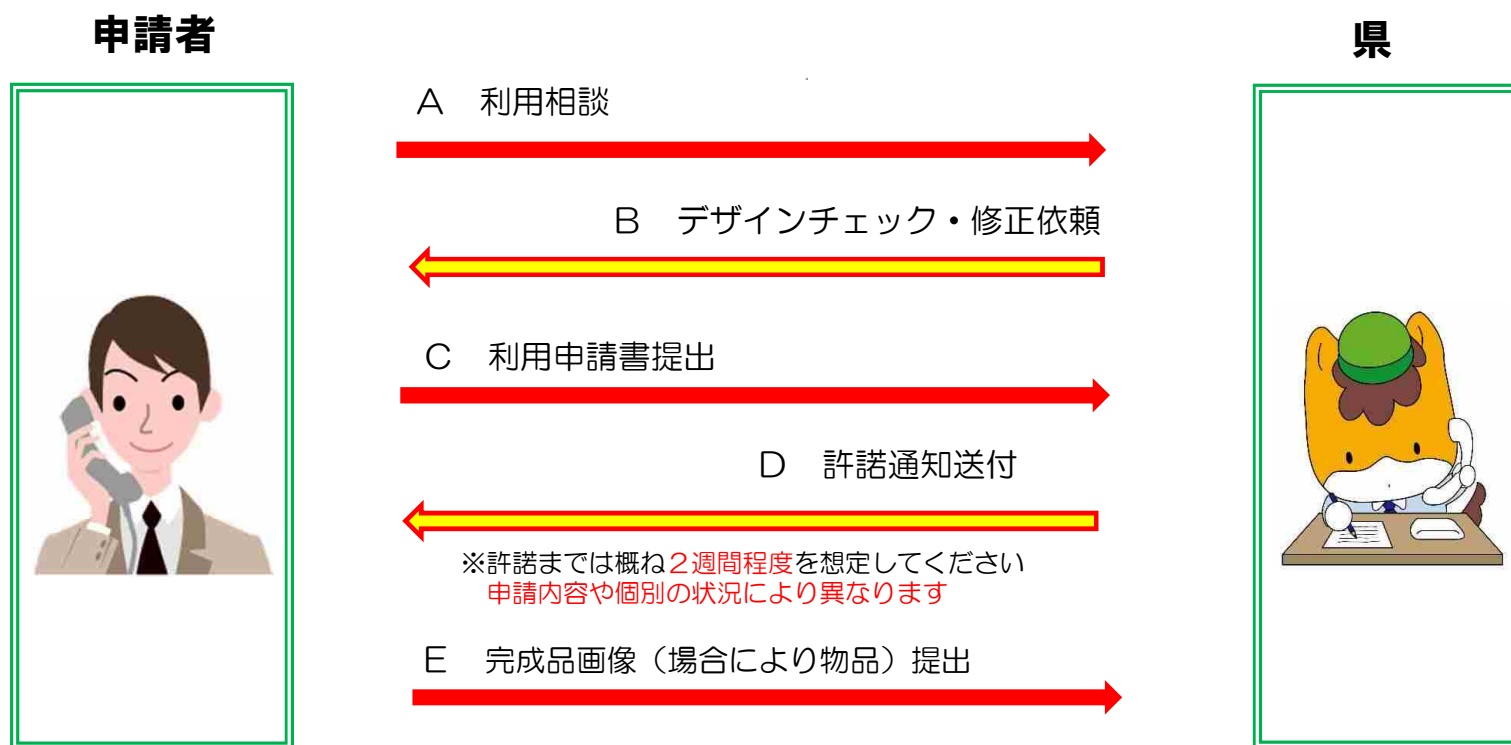 申請者
県
A　利用相談
B　デザインチェック・修正依頼
C　利用申請書提出
D　許諾通知送付
※許諾までは概ね２週間程度を想定してください
申請内容や個別の状況により異なります
E　完成品画像（場合により物品）提出